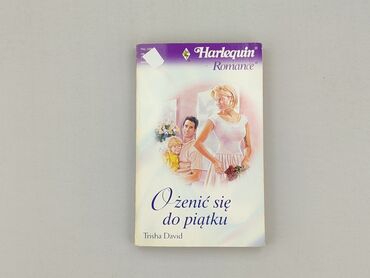 Harlequin®
Romance®
Ożenić się
do piątku
Trisha David